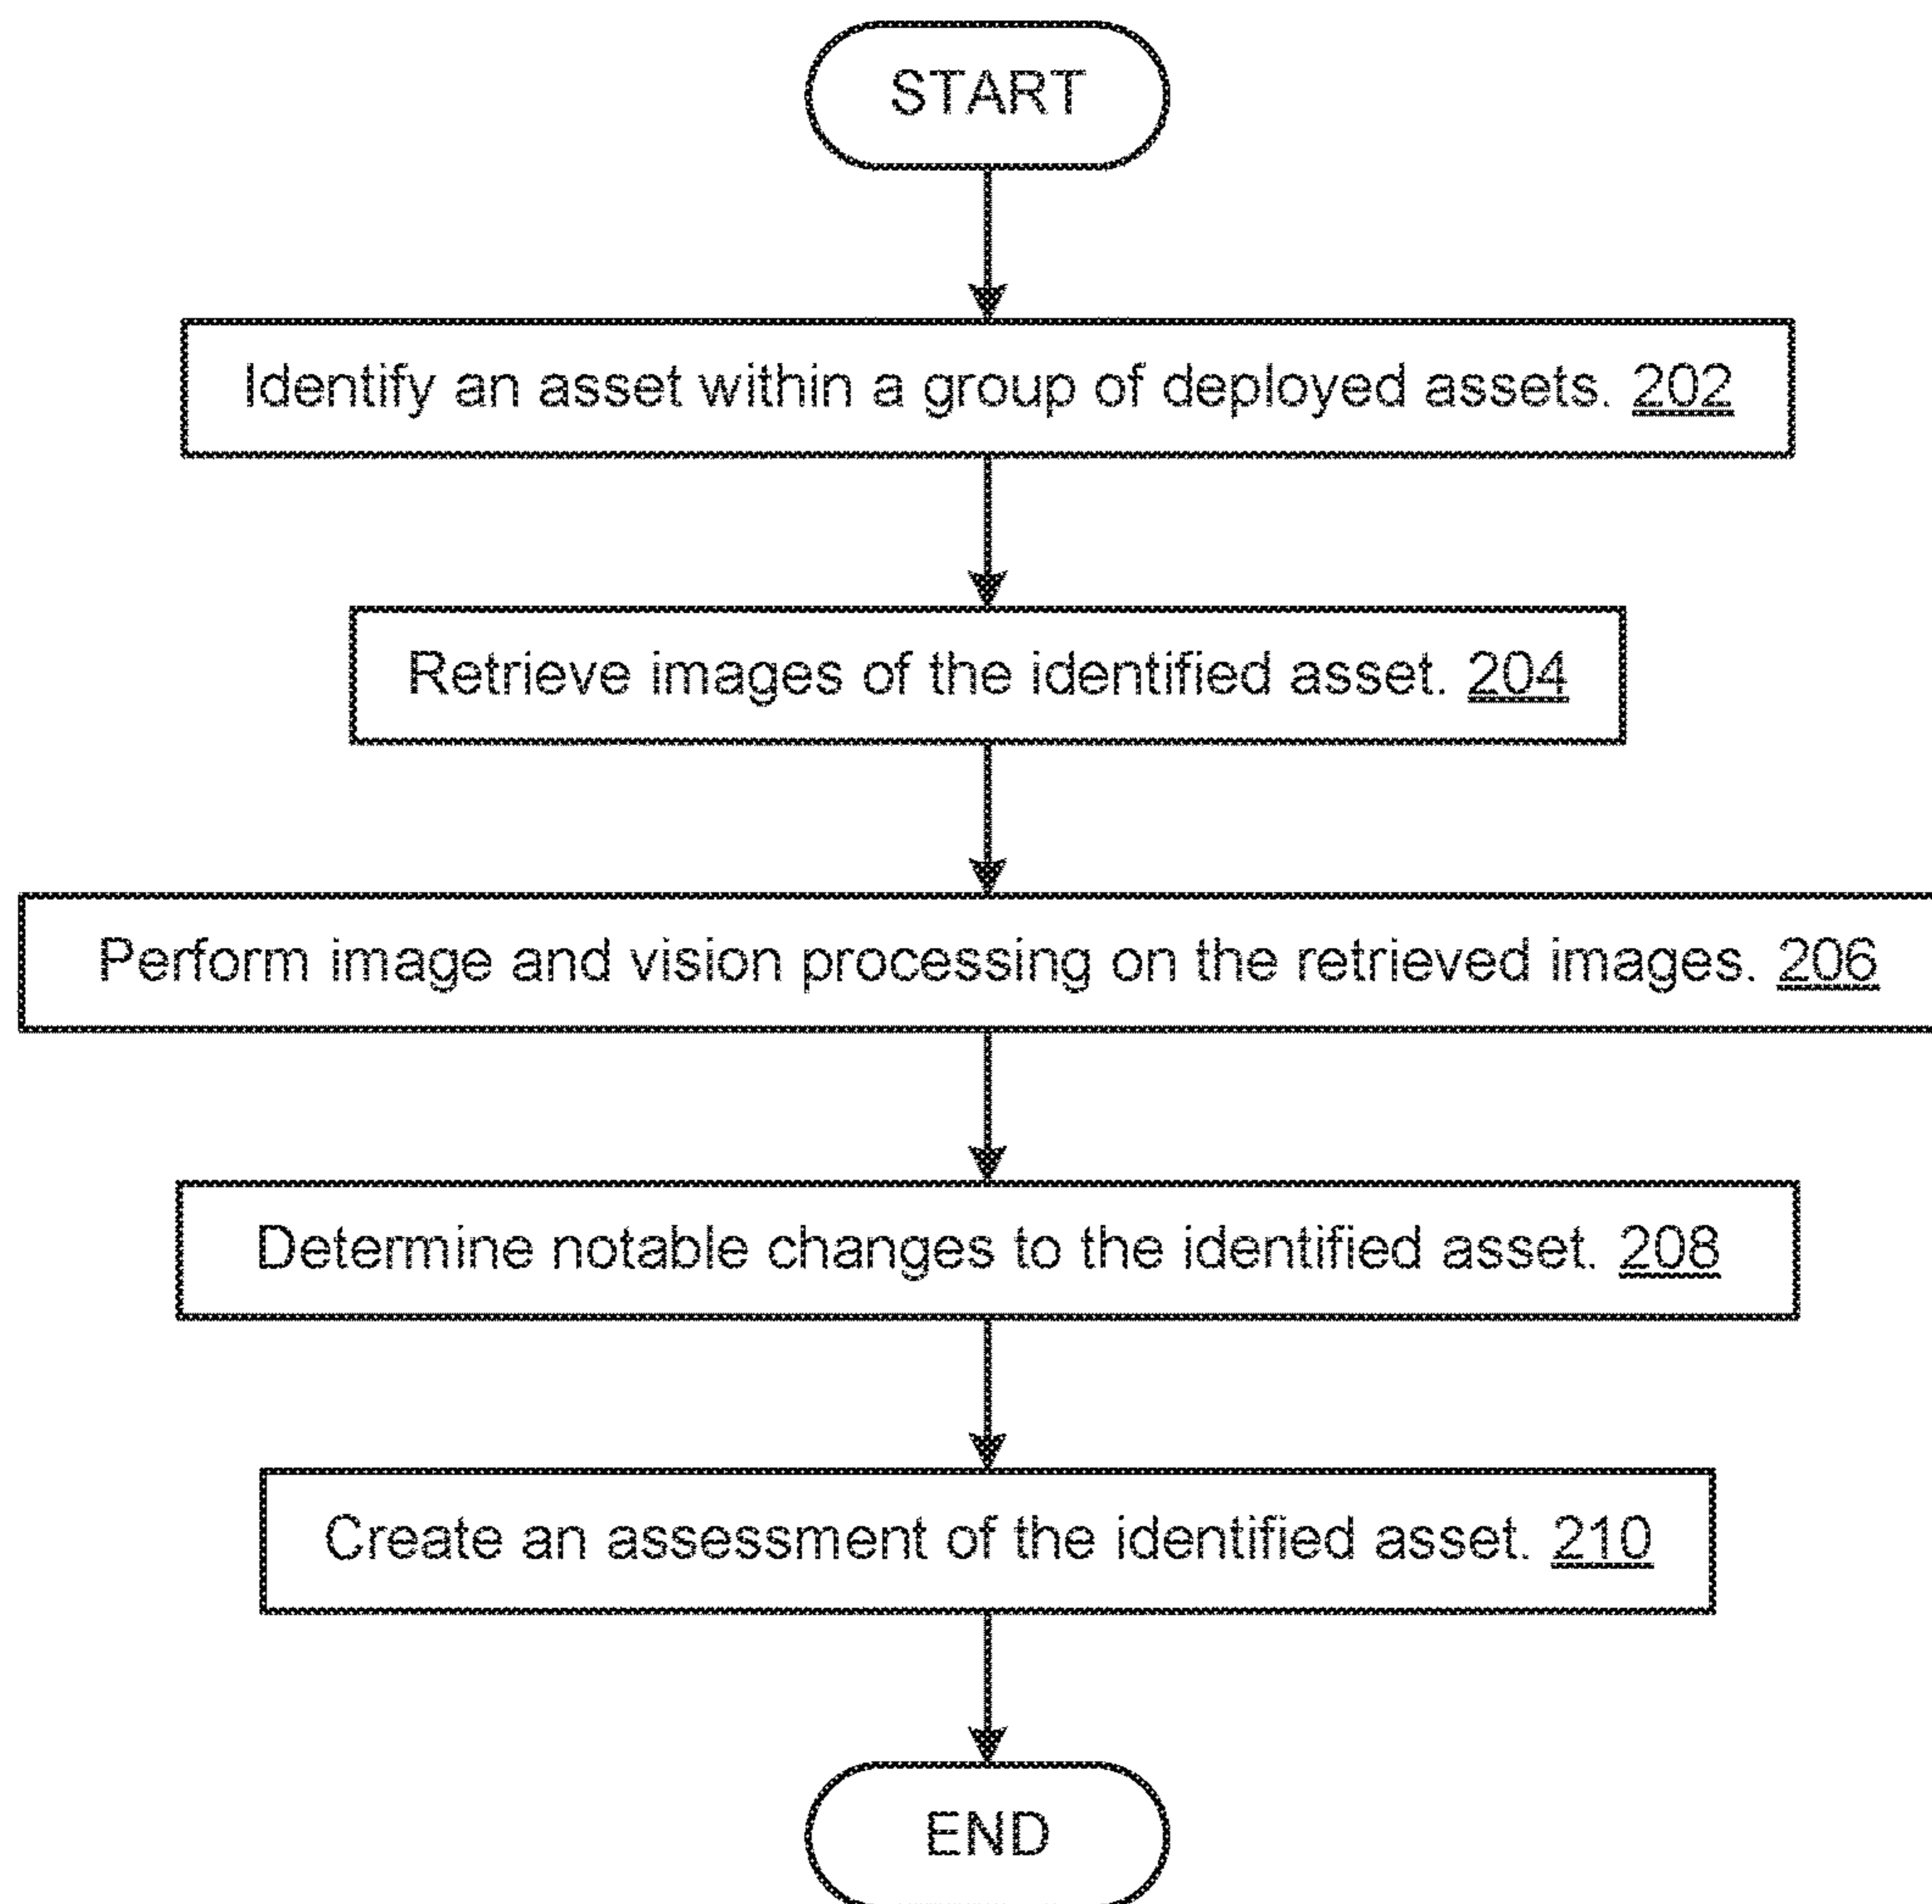 START
Identify an asset within a group of deployed assets. 202
Retrieve images of the identified asset. 204
Perform image and vision processing on the retrieved images. 206
Determine notable changes to the identified asset. 208
Create an assessment of the identified asset. 210
END